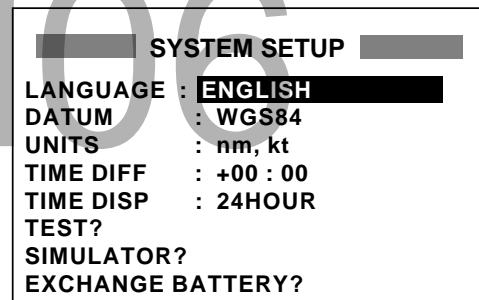 06
SYSTEM SETUP
LANGUAGE : ENGLISH
DATUM : WGS84
UNITS : nm, kt
TIME DIFF : +00 : 00
TIME DISP : 24HOUR
TEST?
SIMULATOR?
EXCHANGE BATTERY?